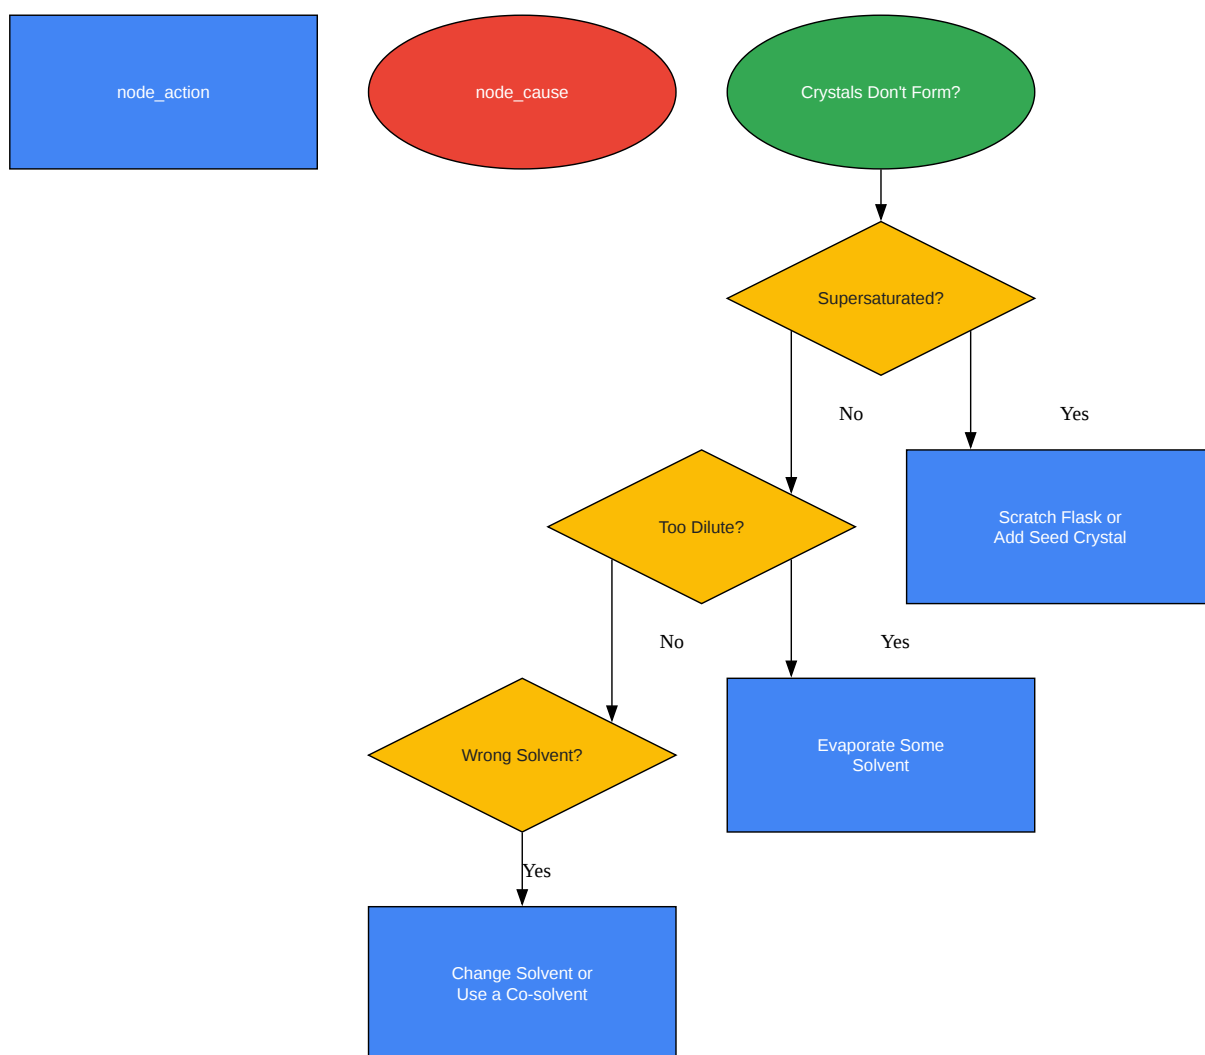 node_action
node_cause
Crystals Don't Form?
Supersaturated?
No
Yes
Too Dilute?
Scratch Flask or
Add Seed Crystal
No
Yes
Wrong Solvent?
Evaporate Some
Solvent
Yes
Change Solvent or
Use a Co-solvent